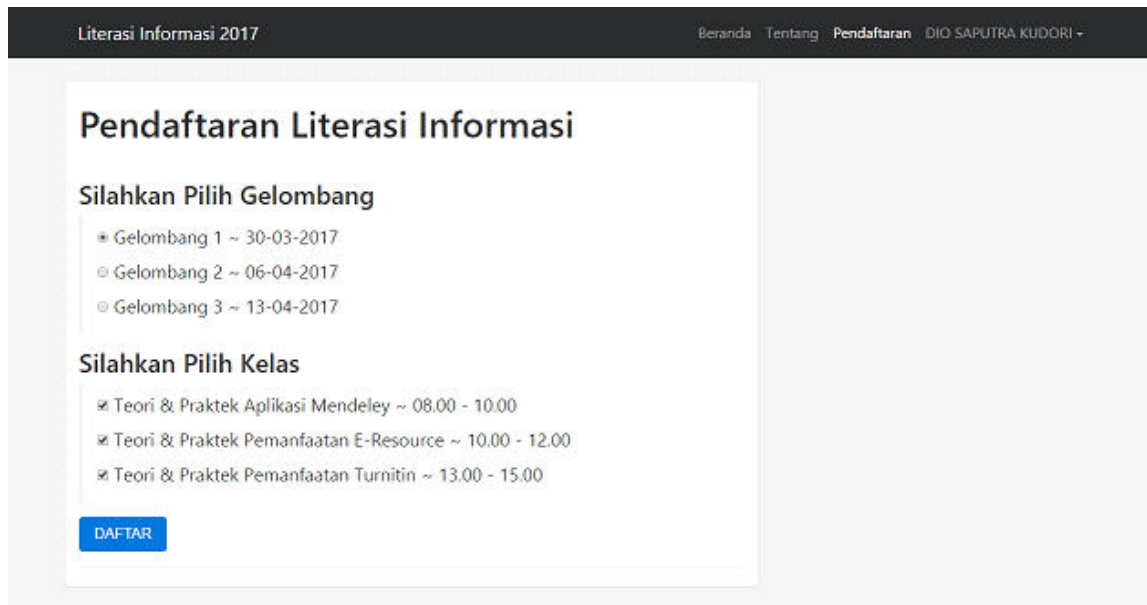 Literasi Informasi 2017
Beranda Tentang Pendaftaran DIO SAPUTRA KUDORI
Pendaftaran Literasi Informasi
Silahkan Pilih Gelombang
Gelombang 1 ~ 30-03-2017
Gelombang 2 ~ 06-04-2017
Gelombang 3 ~ 13-04-2017
Silahkan Pilih Kelas
Teori & Praktek Aplikasi Mendeley ~ 08.00 - 10.00
Teori & Praktek Pemanfaatan E-Resource ~ 10.00 - 12.00
Teori & Praktek Pemanfaatan Turnitin ~ 13.00 - 15.00
DAFTAR